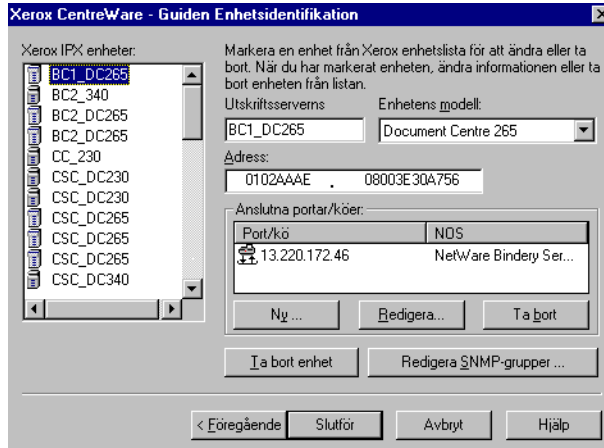 Xerox CentreWare - Guiden Enhetsidentifikation
Xerox IPX enheter:
BC1_DC265
BC2_340
BC2_DC265
BC2_DC265
CC_230
CSC_DC230
CSC_DC230
CSC_DC265
CSC_DC265
CSC_DC265
CSC_DC340
Markera en enhet från Xerox enhetslista för att ändra eller ta
bort. När du har markerat enheten, ändra informationen eller ta
bort enheten från listan.
Utskriftsserverns
Enhetens modell:
BC1_DC265
Document Centre 265
Adress:
0102AAAE . 08003E30A756
Anslutna portar/köer:
Port/kö
NOS
13.220.172.46
NetWare Bindery Ser...
Ny ...
Redigera...
Ta bort
Ta bort enhet
Redigera SNMP-grupper ...
< Föregående
Slutför
Avbryt
Hjälp